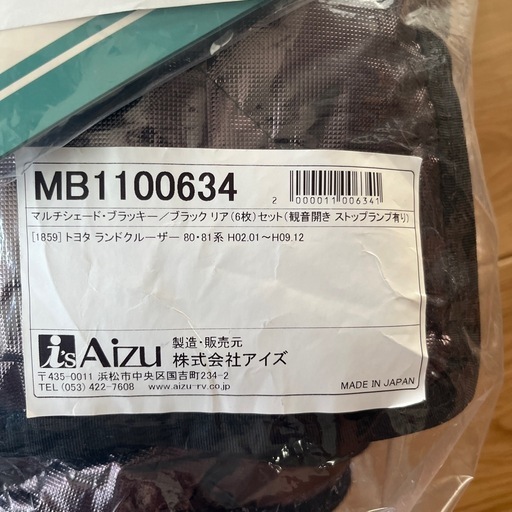 MB1100634
2 000011 006341
マルチシェード・ブラッキー／ブラック リア(6枚)セット(観音開き ストップランプ有り)
[1859]トヨタ ランドクルーザー 80・81系 H02.01～H09.12
i's Aizu
製造・販売元
株式会社アイズ
〒435-0011 浜松市中央区国吉町234-2
TEL (053) 422-7608 www.aizu-rv.co.jp
MADE IN JAPAN